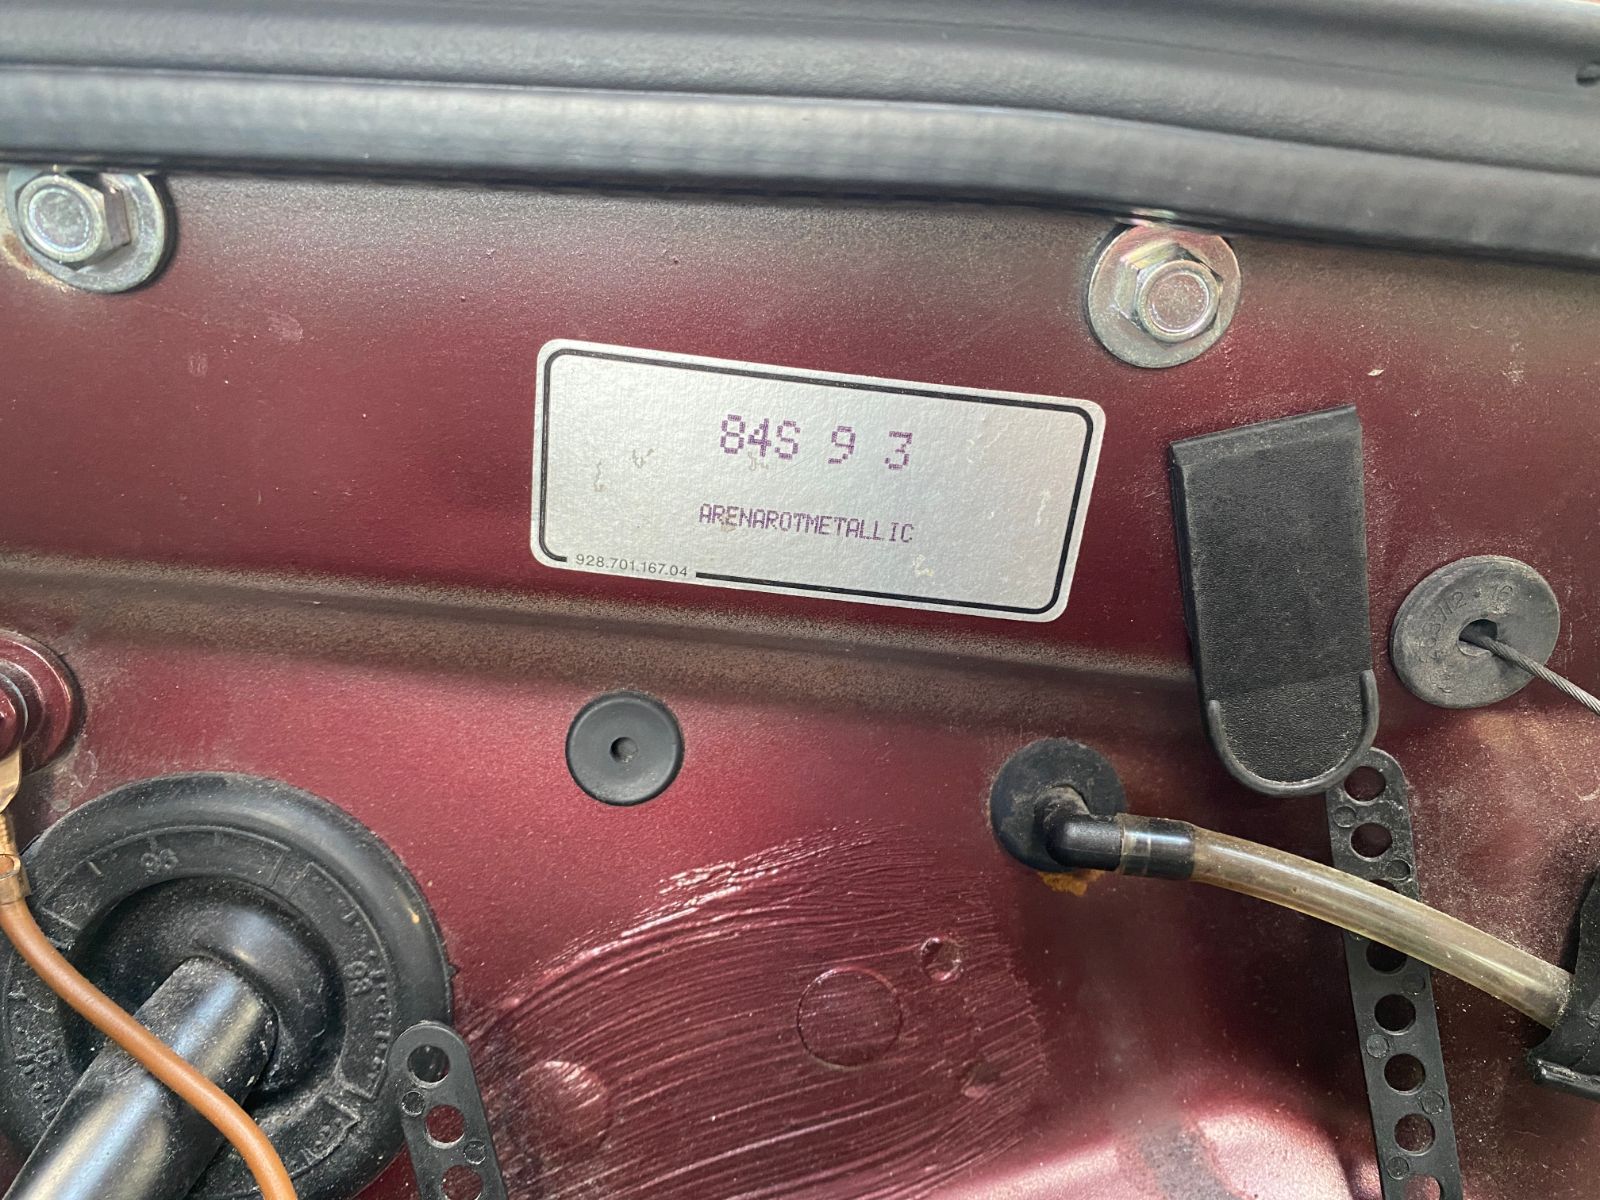 84S 9 3
ARENAROTMETALLIC
928.701.167.04